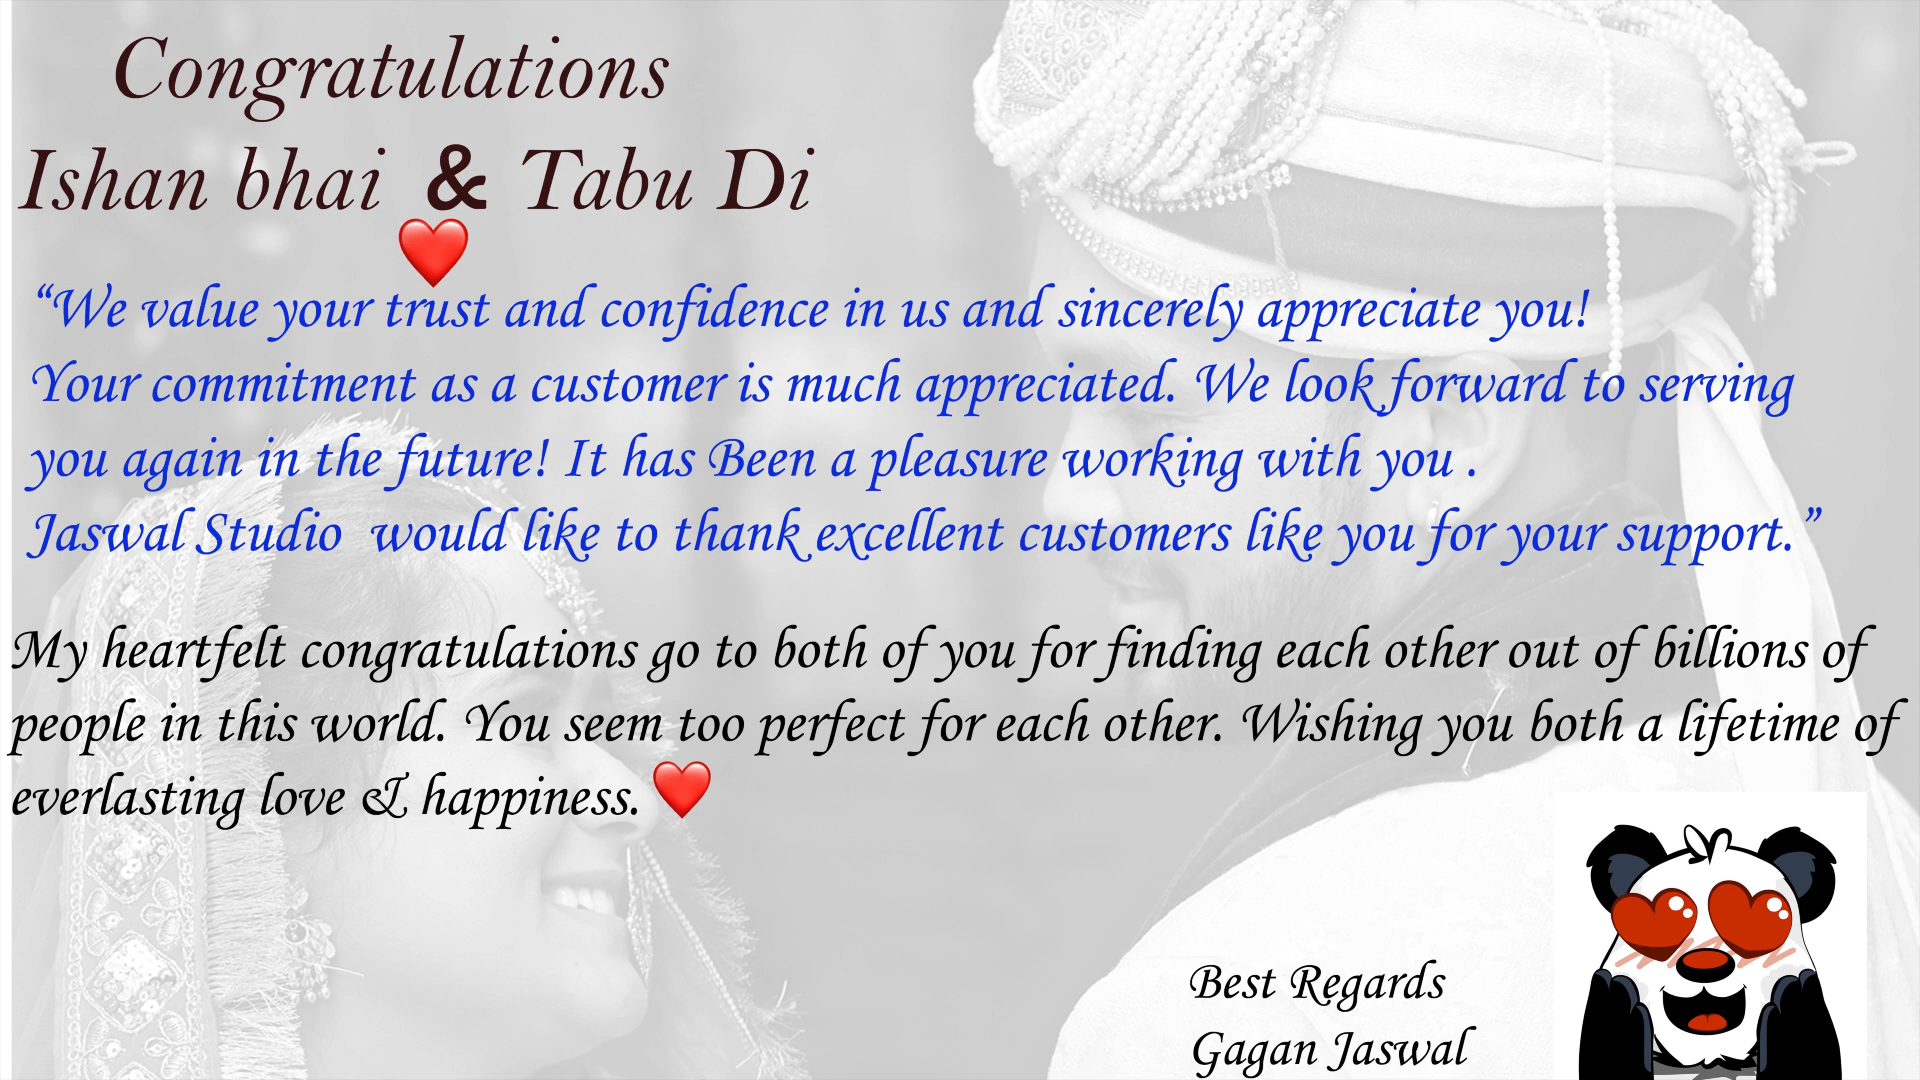 Congratulations
Ishan bhai & Tabu Di
“We value your trust and confidence in us and sincerely appreciate you!
Your commitment as a customer is much appreciated. We look forward to serving
you again in the future! It has Been a pleasure working with you .
Jaswal Studio would like to thank excellent customers like you for your support.”
My heartfelt congratulations go to both of you for finding each other out of billions of
people in this world. You seem too perfect for each other. Wishing you both a lifetime of
everlasting love & happiness. ❤️
Best Regards
Gagan Jaswal